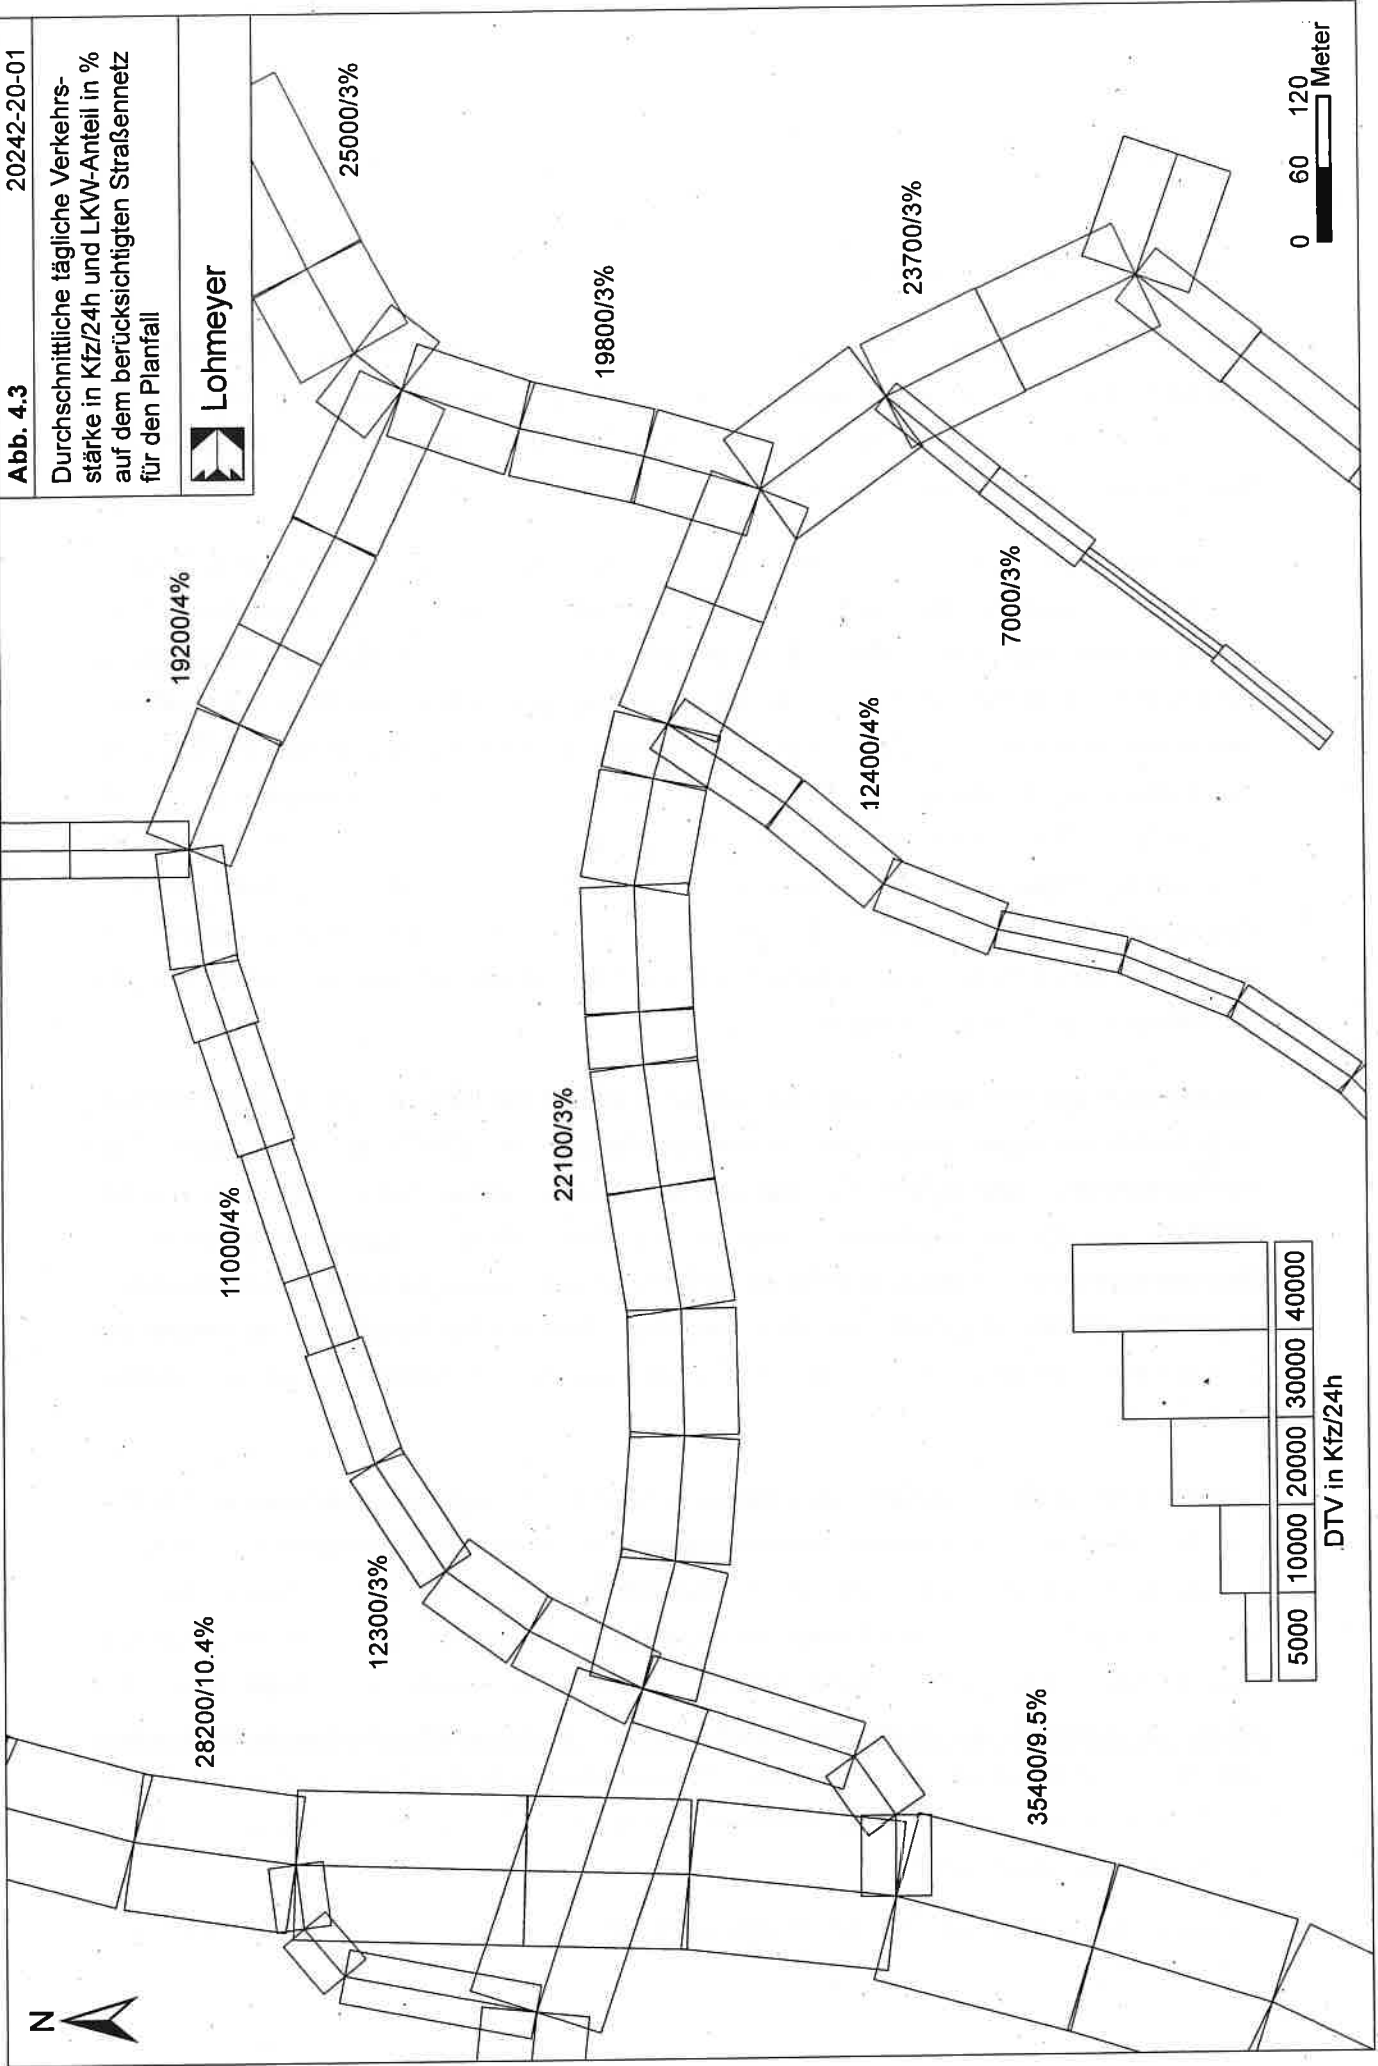 Abb. 4.3 20242-20-01
Durchschnittliche tägliche Verkehrs-
stärke in Kfz/24h und LKW-Anteil in %
auf dem berücksichtigten Straßennetz
für den Planfall
Lohmeyer
N
28200/10.4%
12300/3%
11000/4%
19200/4%
25000/3%
22100/3%
19800/3%
12400/4%
23700/3%
7000/3%
35400/9.5%
5000 10000 20000 30000 40000
DTV in Kfz/24h
0 60 120
Meter